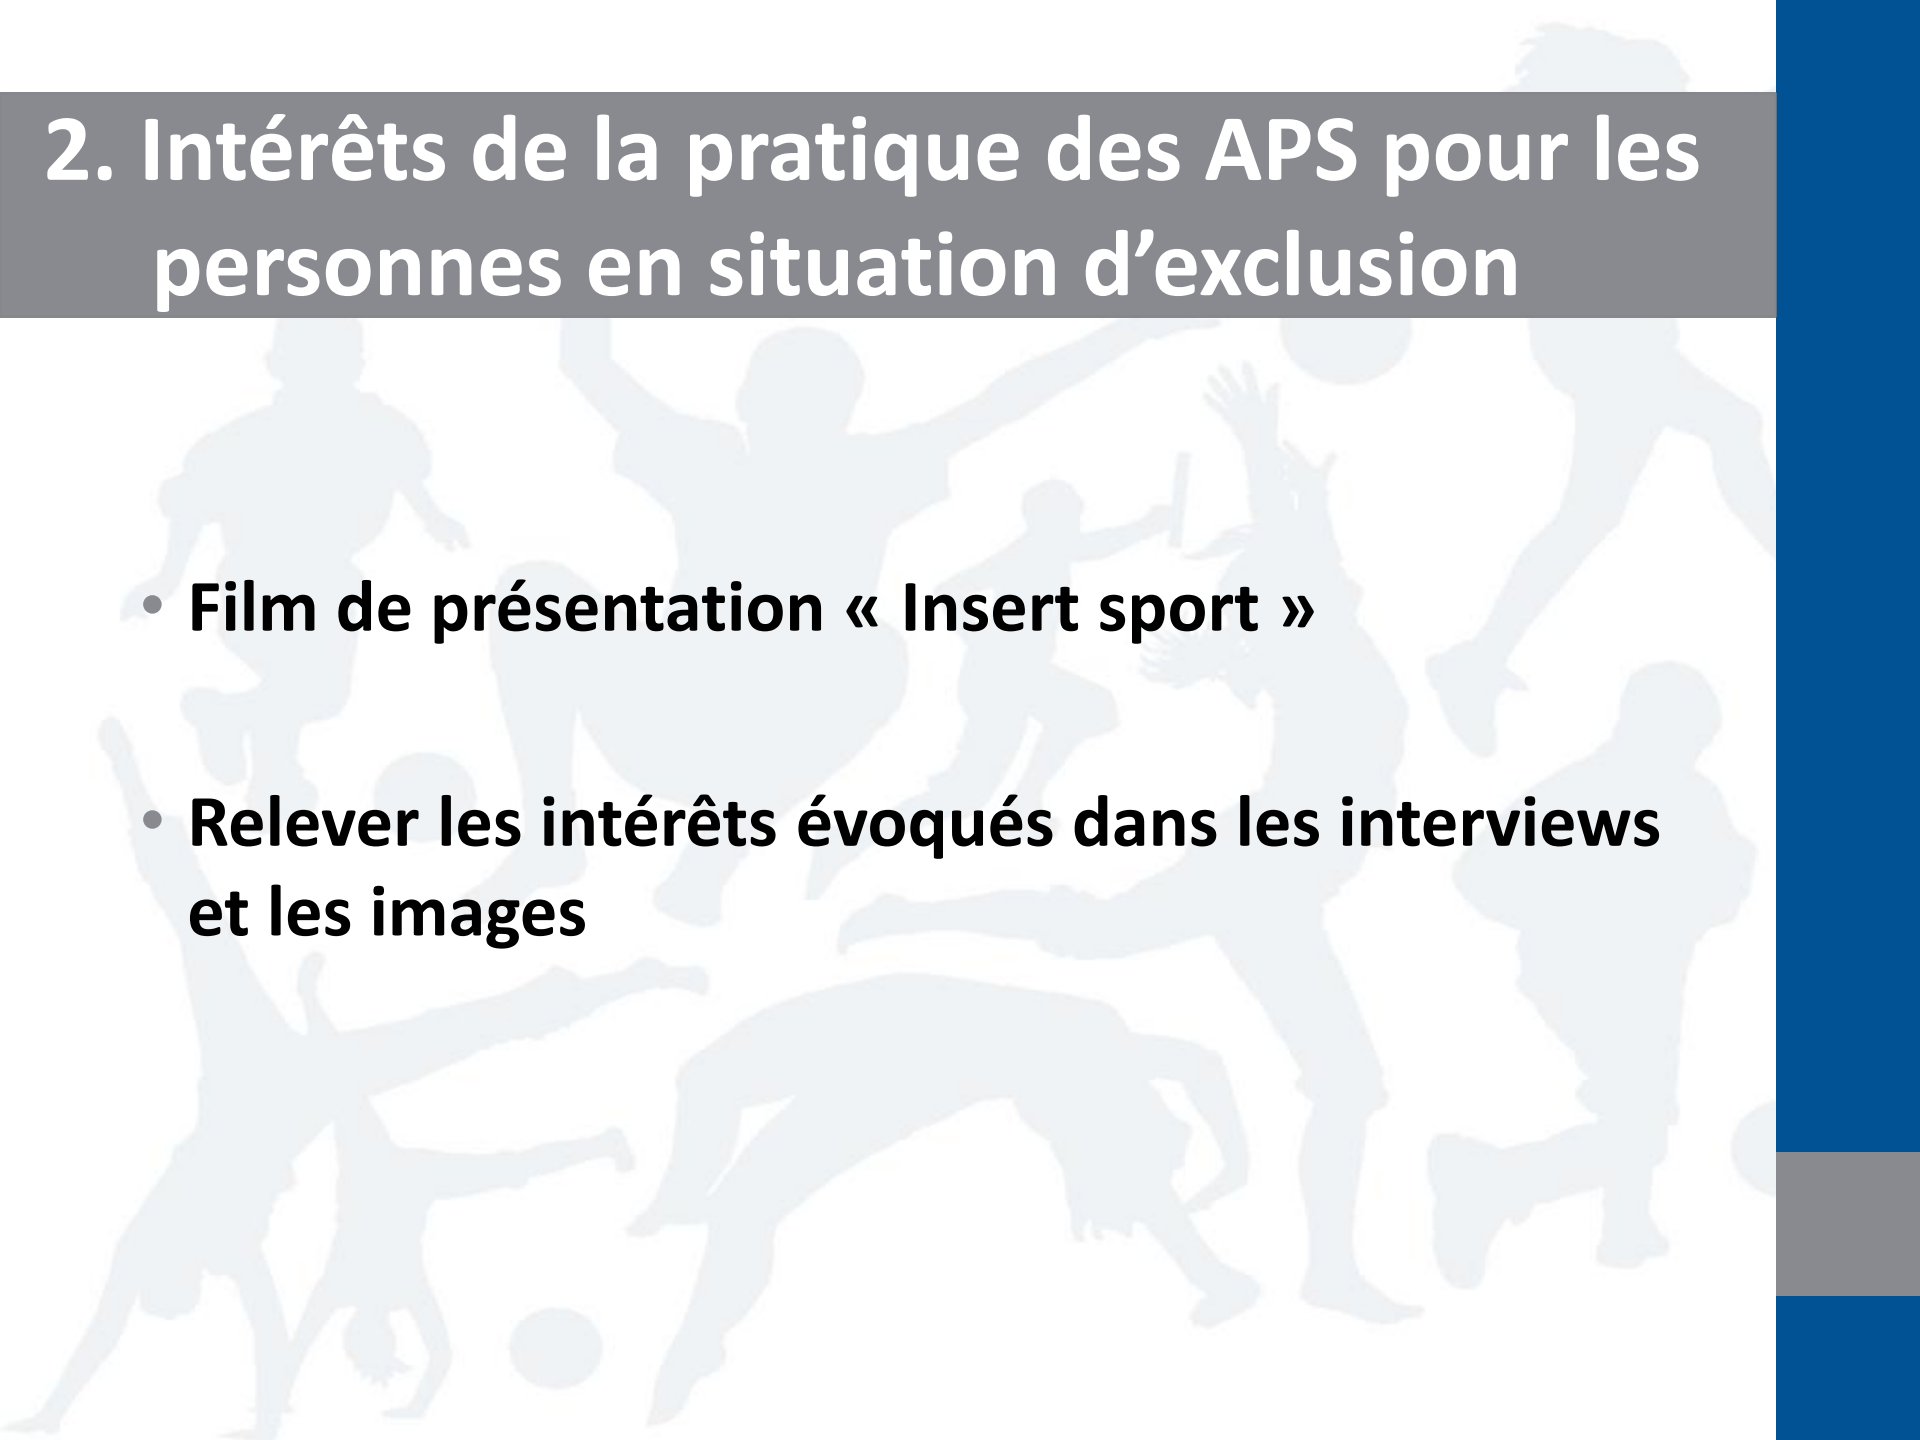 2. Intérêts de la pratique des APS pour les
personnes en situation d’exclusion
• Film de présentation « Insert sport »
• Relever les intérêts évoqués dans les interviews
et les images